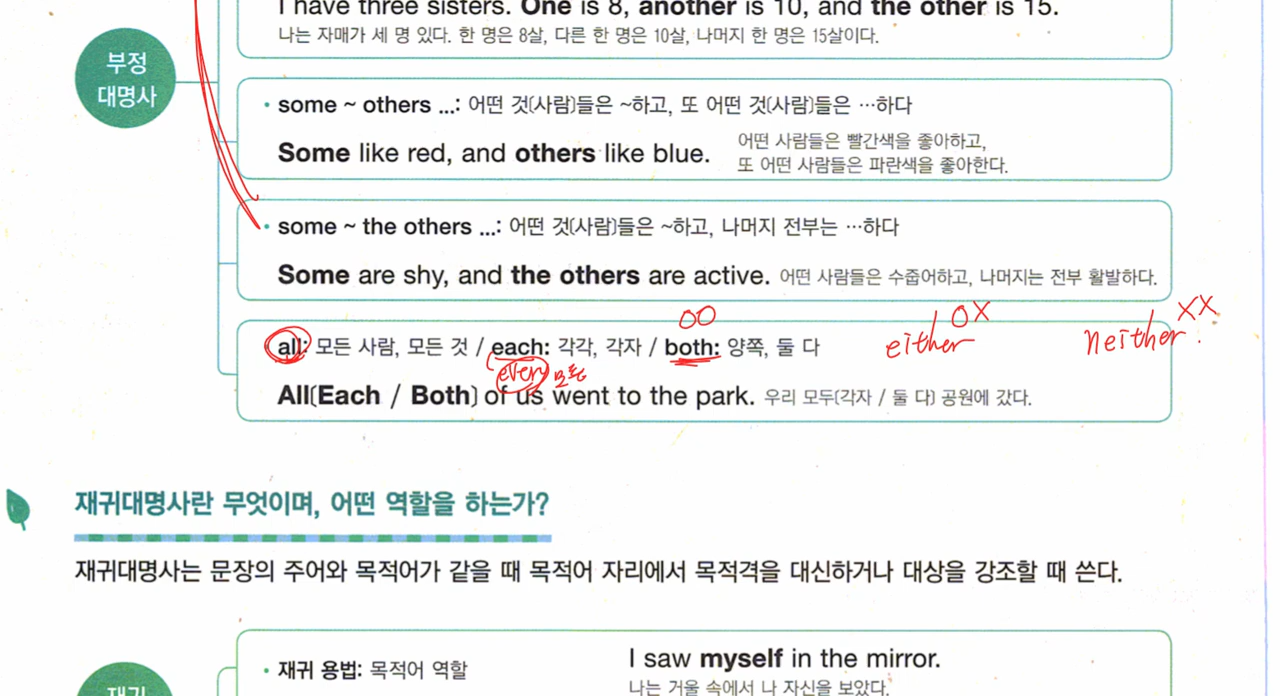 I have three sisters. One is 8, another is 10, and the other is 15.
나는 자매가 세 명 있다. 한 명은 8살, 다른 한 명은 10살, 나머지 한 명은 15살이다.
부정
대명사
• some ~ others ...: 어떤 것(사람)들은 ~하고, 또 어떤 것(사람)들은 …하다
Some like red, and others like blue.
어떤 사람들은 빨간색을 좋아하고,
또 어떤 사람들은 파란색을 좋아한다.
• some ~ the others ...: 어떤 것(사람)들은 ~하고, 나머지 전부는 …하다
Some are shy, and the others are active. 어떤 사람들은 수줍어하고, 나머지는 전부 활발하다.
OO OX XX
all: 모든 사람, 모든 것 / each: 각각, 각자 / both: 양쪽, 둘 다 either neither
every 모든
All(Each / Both) of us went to the park. 우리 모두(각자 / 둘 다) 공원에 갔다.
재귀대명사란 무엇이며, 어떤 역할을 하는가?
재귀대명사는 문장의 주어와 목적어가 같을 때 목적어 자리에서 목적격을 대신하거나 대상을 강조할 때 쓴다.
재귀
• 재귀 용법: 목적어 역할
I saw myself in the mirror.
나는 거울 속에서 나 자신을 보았다.